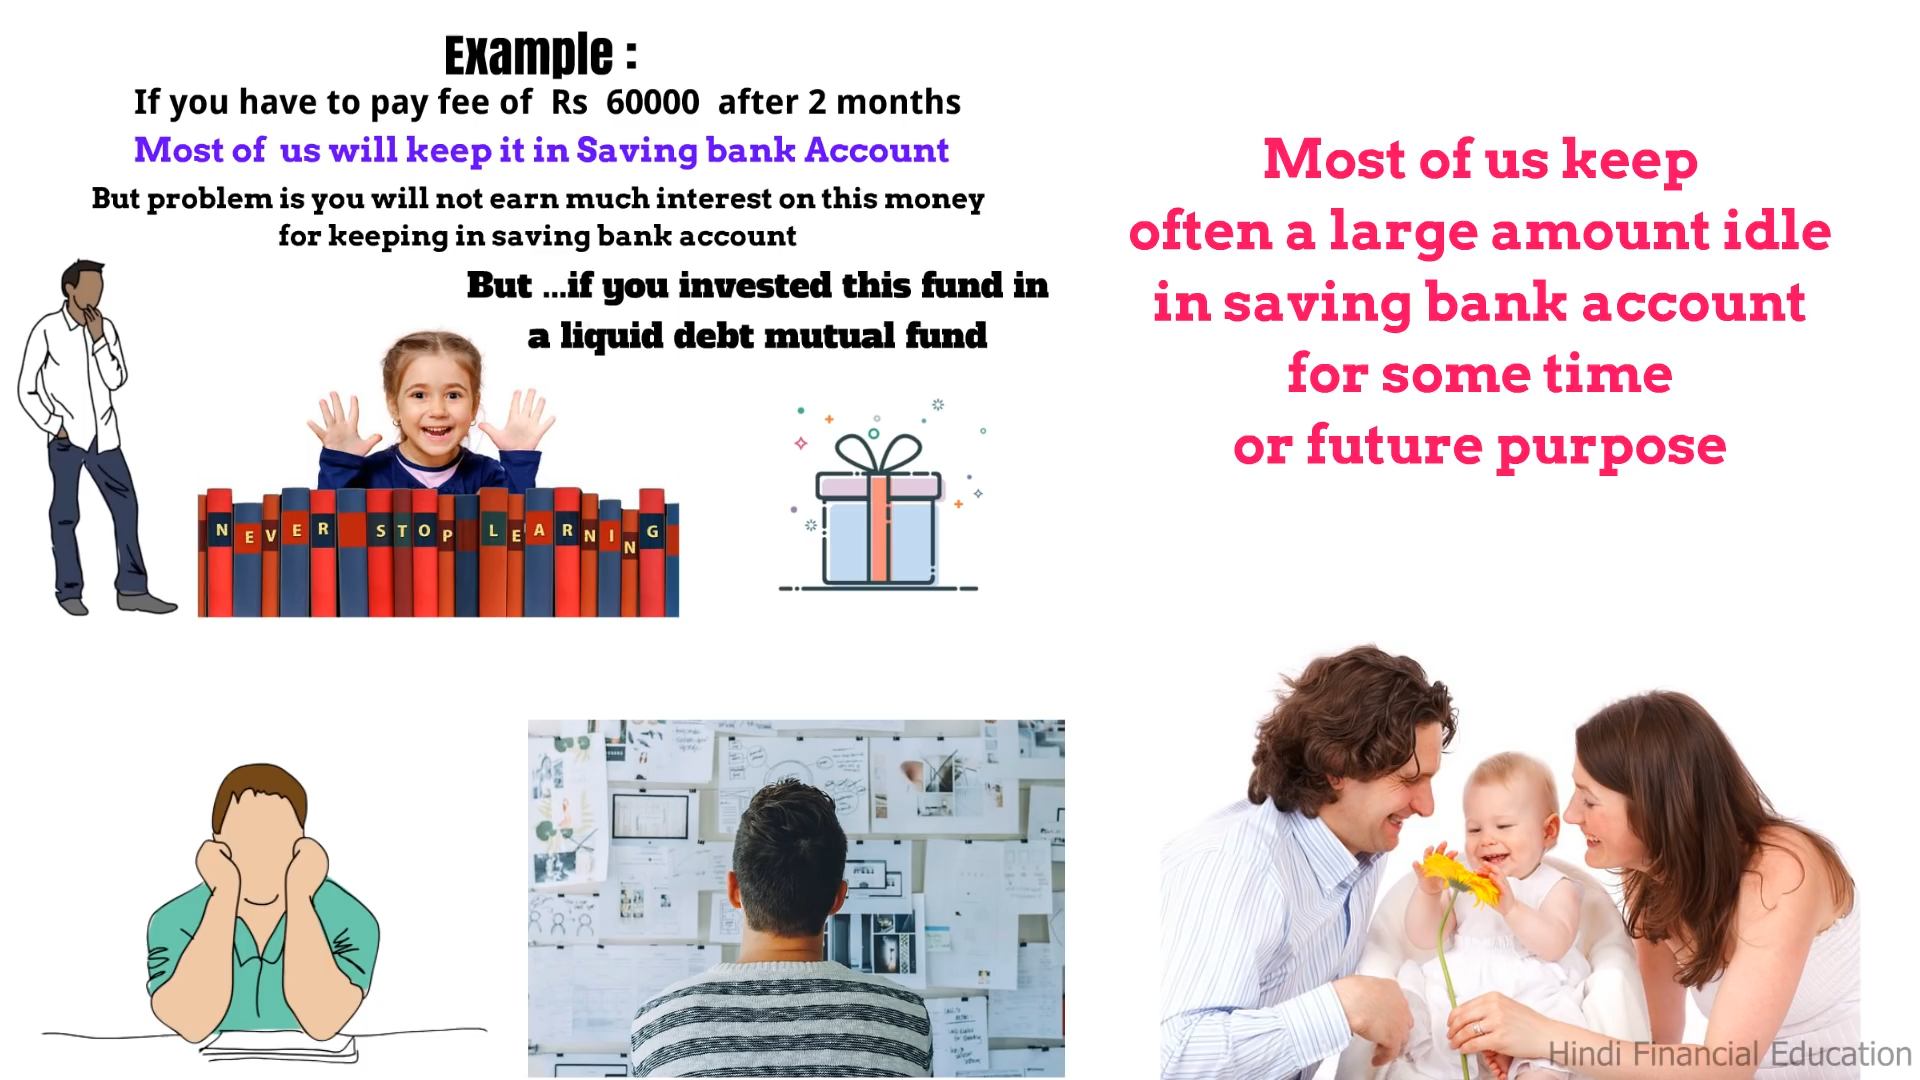 Example :
If you have to pay fee of Rs 60000 after 2 months
Most of us will keep it in Saving bank Account
But problem is you will not earn much interest on this money
for keeping in saving bank account
But ...if you invested this fund in
a liquid debt mutual fund
NEVER STOP LEARNING
Most of us keep
often a large amount idle
in saving bank account
for some time
or future purpose
Hindi Financial Education